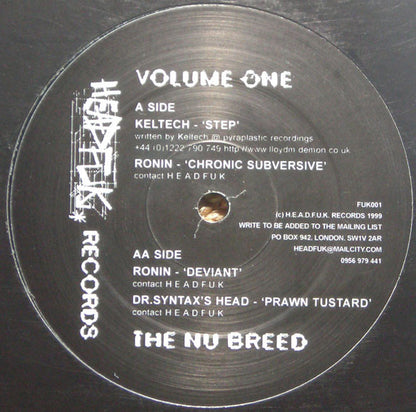 VOLUME ONE
A SIDE
KELTECH - ‘STEP’
written by Keltech @ pyraplastic recordings
+44 (0)1222 790 749 http//www lloydm demon co uk
RONIN - ‘CHRONIC SUBVERSIVE’
contact H E A D F U K
HEADFUK
RECORDS
FUK001
(c) H.E.A.D.F.U.K. RECORDS 1999
WRITE TO BE ADDED TO THE MAILING LIST
PO BOX 942. LONDON. SW1V 2AR
HEADFUK@MAILCITY.COM
0956 979 441
AA SIDE
RONIN - ‘DEVIANT’
contact H E A D F U K
DR.SYNTAX'S HEAD - ‘PRAWN TUSTARD’
contact H E A D F U K
THE NU BREED